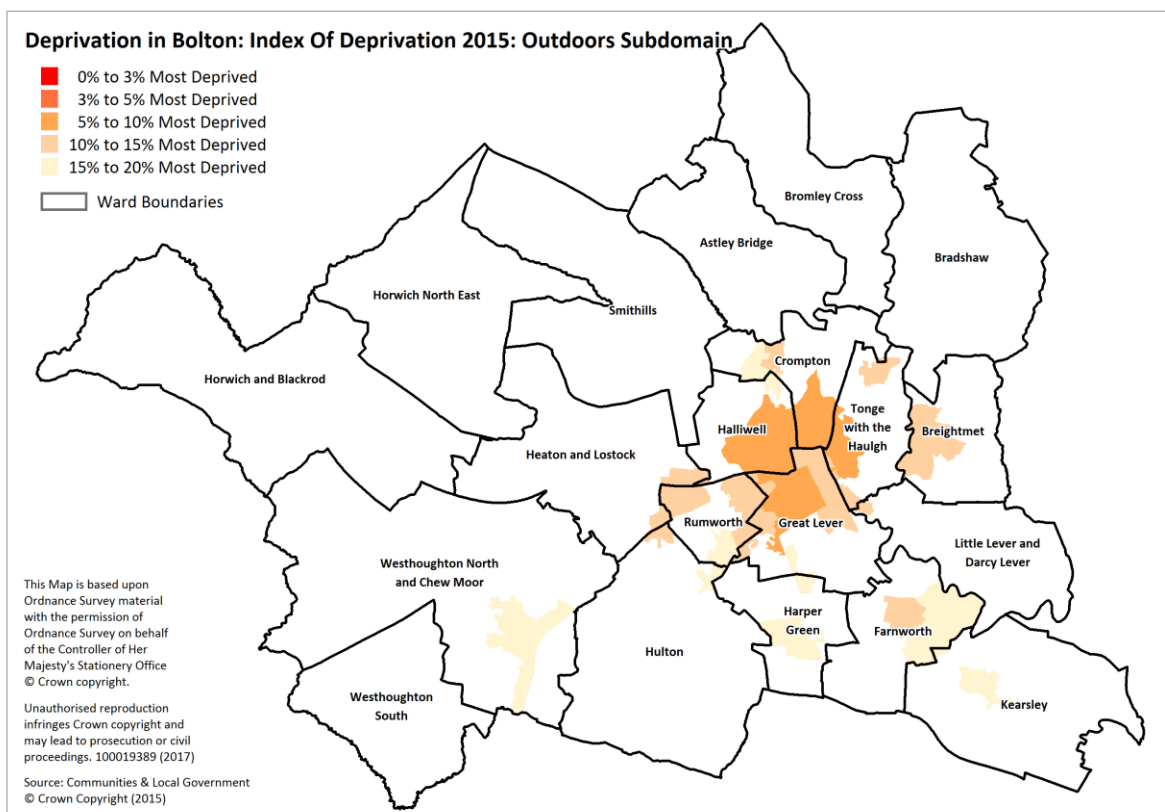 Deprivation in Bolton: Index Of Deprivation 2015: Outdoors Subdomain
0% to 3% Most Deprived
3% to 5% Most Deprived
5% to 10% Most Deprived
10% to 15% Most Deprived
15% to 20% Most Deprived
Ward Boundaries
Bromley Cross
Astley Bridge
Bradshaw
Horwich North East
Smithills
Crompton
Horwich and Blackrod
Tonge
with the
Haulgh
Halliwell
Breightmet
Heaton and Lostock
Rumworth
Great Lever
Little Lever and
Darcy Lever
Westhoughton North
and Chew Moor
Harper
Green
Farnworth
Hulton
Westhoughton
South
Kearsley
This Map is based upon
Ordnance Survey material
with the permission of
Ordnance Survey on behalf
of the Controller of Her
Majesty's Stationery Office
© Crown copyright.
Unauthorised reproduction
infringes Crown copyright and
may lead to prosecution or civil
proceedings. 100019389 (2017)
Source: Communities & Local Government
© Crown Copyright (2015)